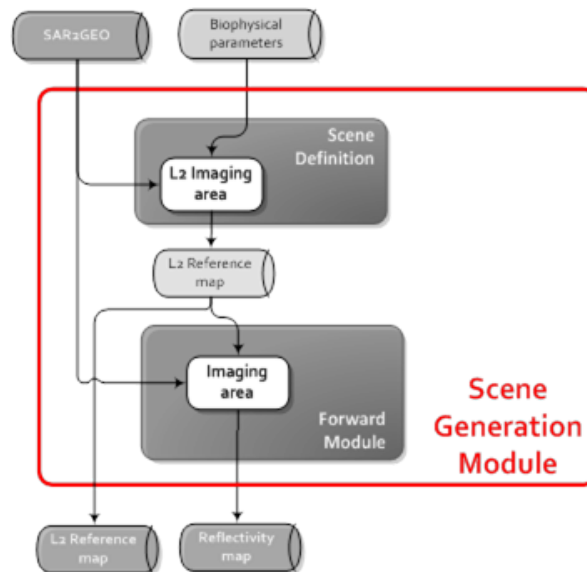 SAR2GEO
Biophysical
parameters
Scene
Definition
L2 Imaging
area
L2 Reference
map
Imaging
area
Forward
Module
Scene
Generation
Module
L2 Reference
map
Reflectivity
map